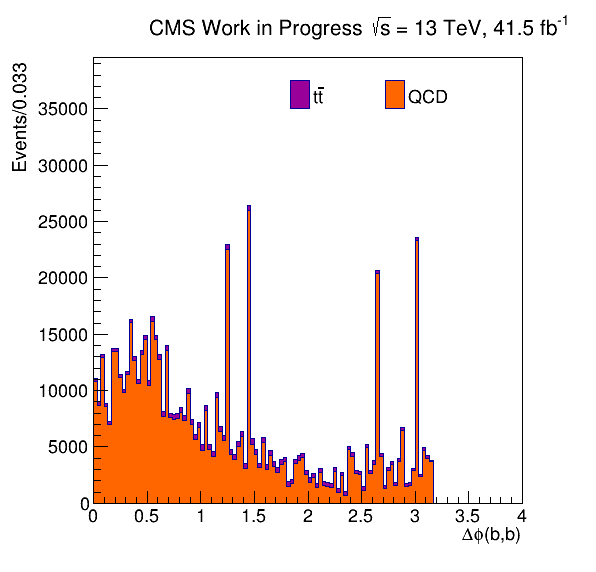 CMS Work in Progress √s = 13 TeV, 41.5 fb⁻¹
Events/0.033
tt̄
QCD
35000
30000
25000
20000
15000
10000
5000
0
0 0.5 1 1.5 2 2.5 3 3.5 4
Δϕ(b,b)